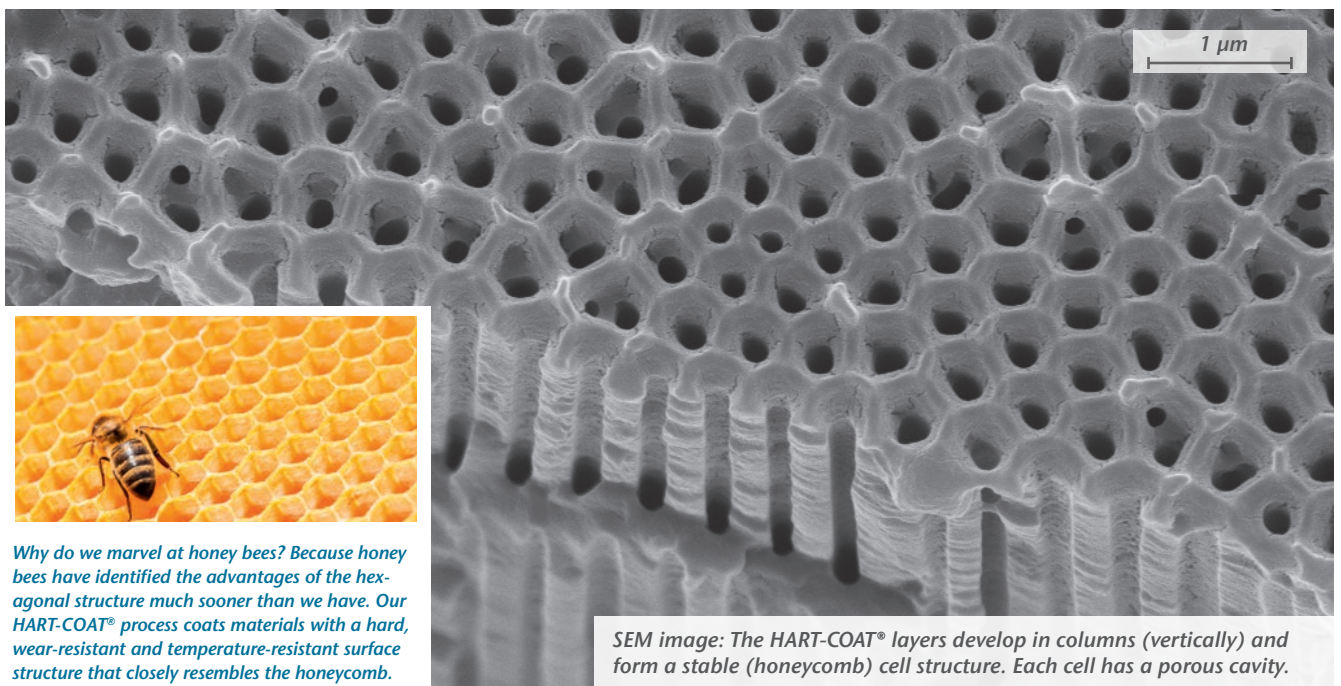 1 µm
Why do we marvel at honey bees? Because honey
bees have identified the advantages of the hex-
agonal structure much sooner than we have. Our
HART-COAT® process coats materials with a hard,
wear-resistant and temperature-resistant surface
structure that closely resembles the honeycomb.
SEM image: The HART-COAT® layers develop in columns (vertically) and
form a stable (honeycomb) cell structure. Each cell has a porous cavity.